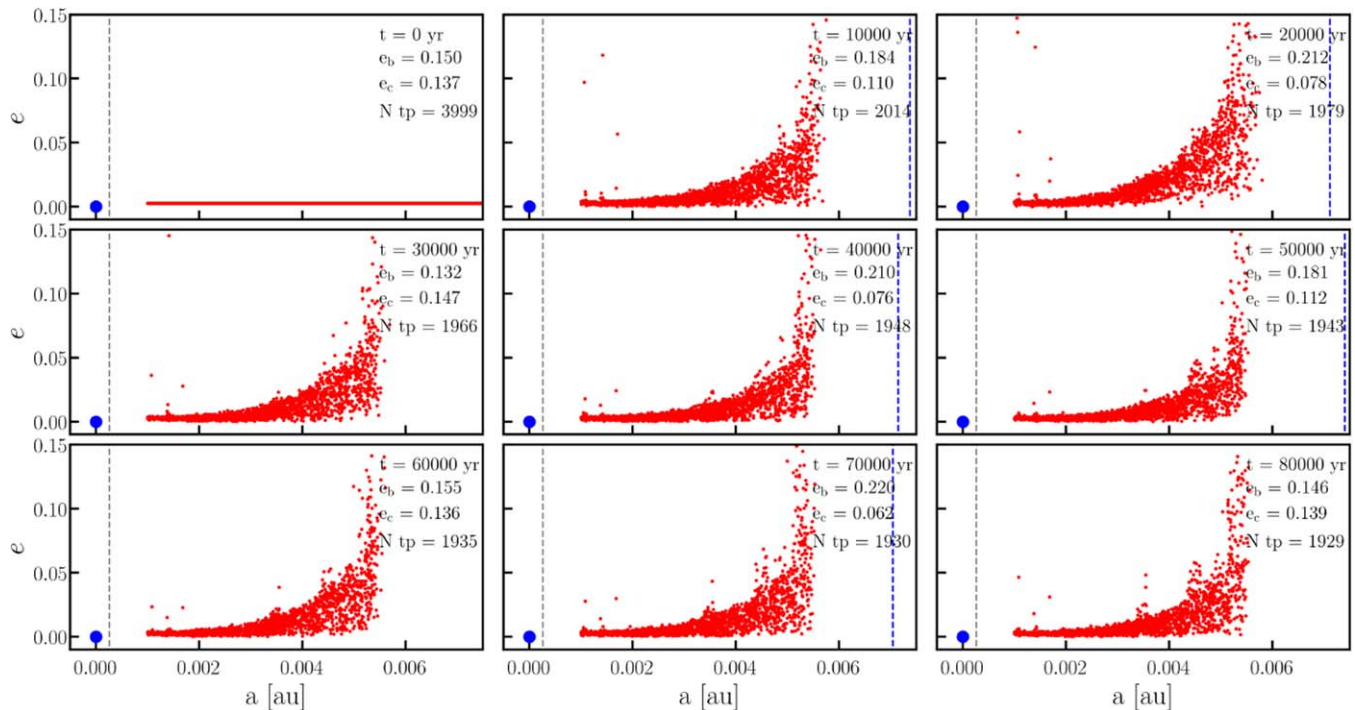 0.15
0.10
0.05
0.00
e
t = 0 yr
e_b = 0.150
e_c = 0.137
N tp = 3999
t = 10000 yr
e_b = 0.184
e_c = 0.110
N tp = 2014
t = 20000 yr
e_b = 0.212
e_c = 0.078
N tp = 1979
0.15
0.10
0.05
0.00
e
t = 30000 yr
e_b = 0.132
e_c = 0.147
N tp = 1966
t = 40000 yr
e_b = 0.210
e_c = 0.076
N tp = 1948
t = 50000 yr
e_b = 0.181
e_c = 0.112
N tp = 1943
0.15
0.10
0.05
0.00
e
t = 60000 yr
e_b = 0.155
e_c = 0.136
N tp = 1935
t = 70000 yr
e_b = 0.220
e_c = 0.062
N tp = 1930
t = 80000 yr
e_b = 0.146
e_c = 0.139
N tp = 1929
0.000 0.002 0.004 0.006
a [au]
0.000 0.002 0.004 0.006
a [au]
0.000 0.002 0.004 0.006
a [au]